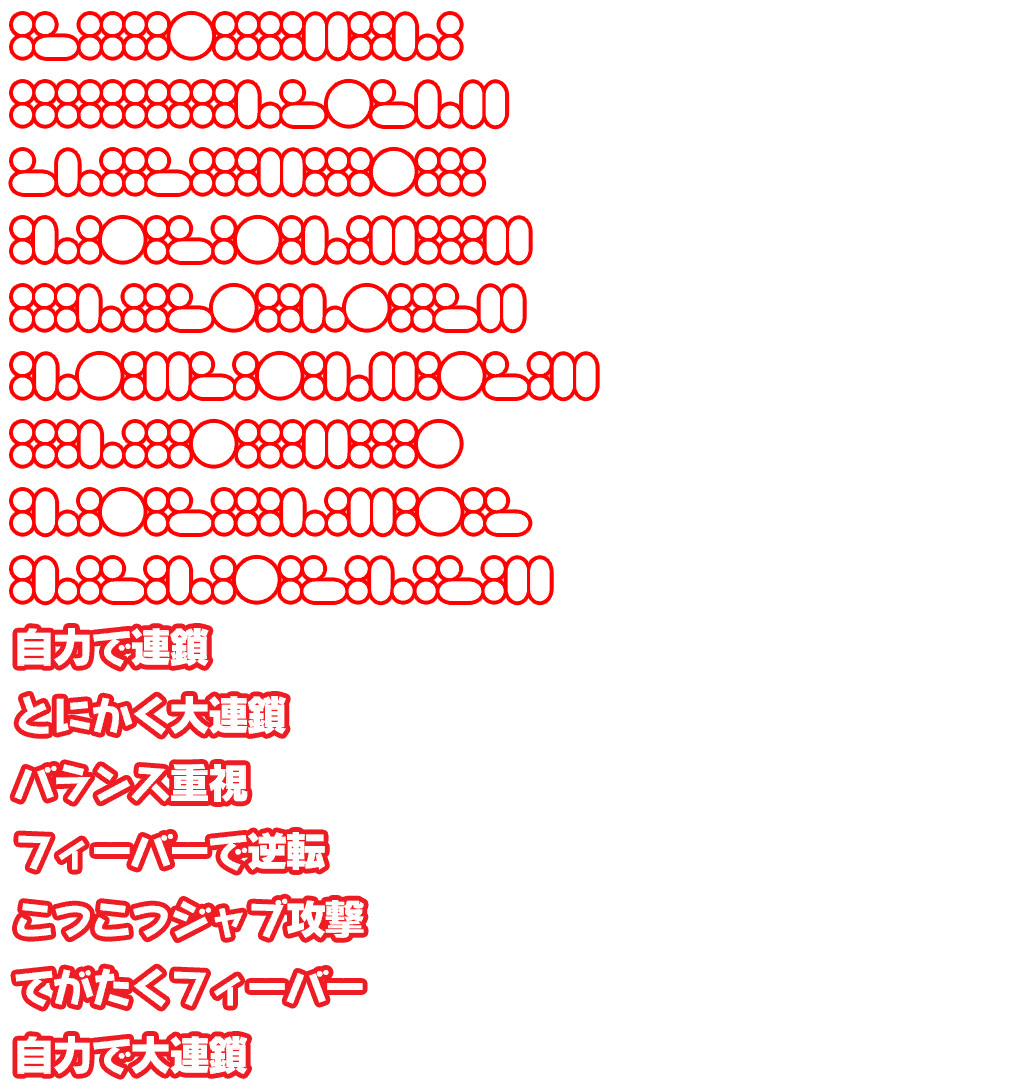 自力で連鎖
とにかく大連鎖
バランス重視
フィーバーで逆転
こつこつジャブ攻撃
てがたくフィーバー
自力で大連鎖